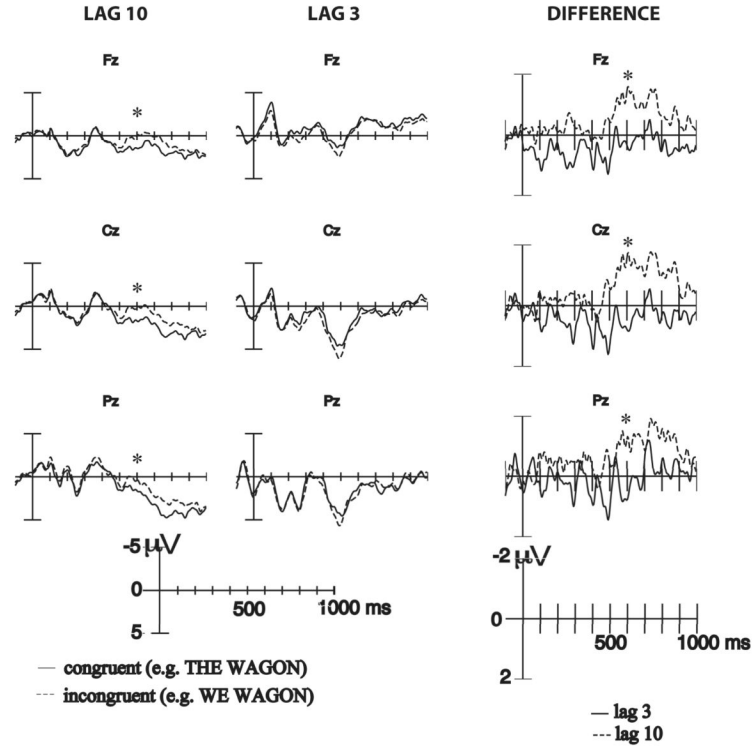 LAG 10 LAG 3 DIFFERENCE
Fz Fz Fz
* *
Cz Cz Cz
* *
Pz Pz Pz
* *
-5 µV -2 µV
0 500 1000 ms 0 500 1000 ms
5 2
congruent (e.g. THE WAGON)
incongruent (e.g. WE WAGON)
lag 3
lag 10